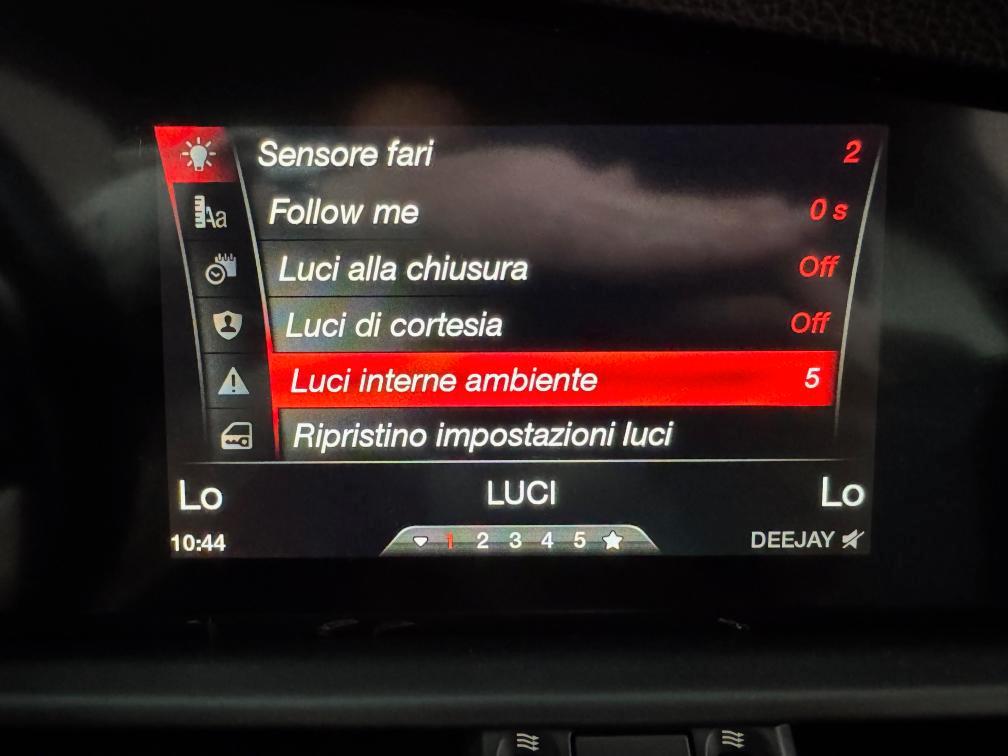 Sensore fari 2
Follow me 0 s
Aa
Luci alla chiusura Off
Luci di cortesia Off
Luci interne ambiente 5
Ripristino impostazioni luci
Lo LUCI Lo
10:44 1 2 3 4 5 DEEJAY